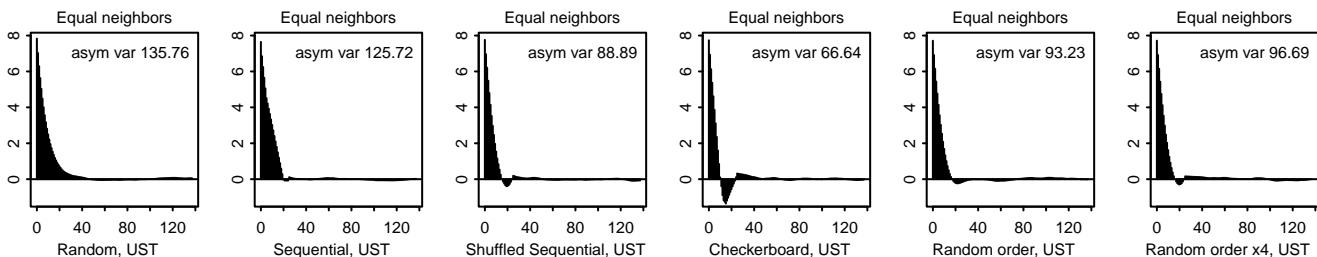 Equal neighbors Equal neighbors Equal neighbors Equal neighbors Equal neighbors Equal neighbors
asym var 135.76 asym var 125.72 asym var 88.89 asym var 66.64 asym var 93.23 asym var 96.69
8 8 8 8 8 8
6 6 6 6 6 6
4 4 4 4 4 4
2 2 2 2 2 2
0 0 0 0 0 0
0 40 80 120 0 40 80 120 0 40 80 120 0 40 80 120 0 40 80 120 0 40 80 120
Random, UST Sequential, UST Shuffled Sequential, UST Checkerboard, UST Random order, UST Random order x4, UST